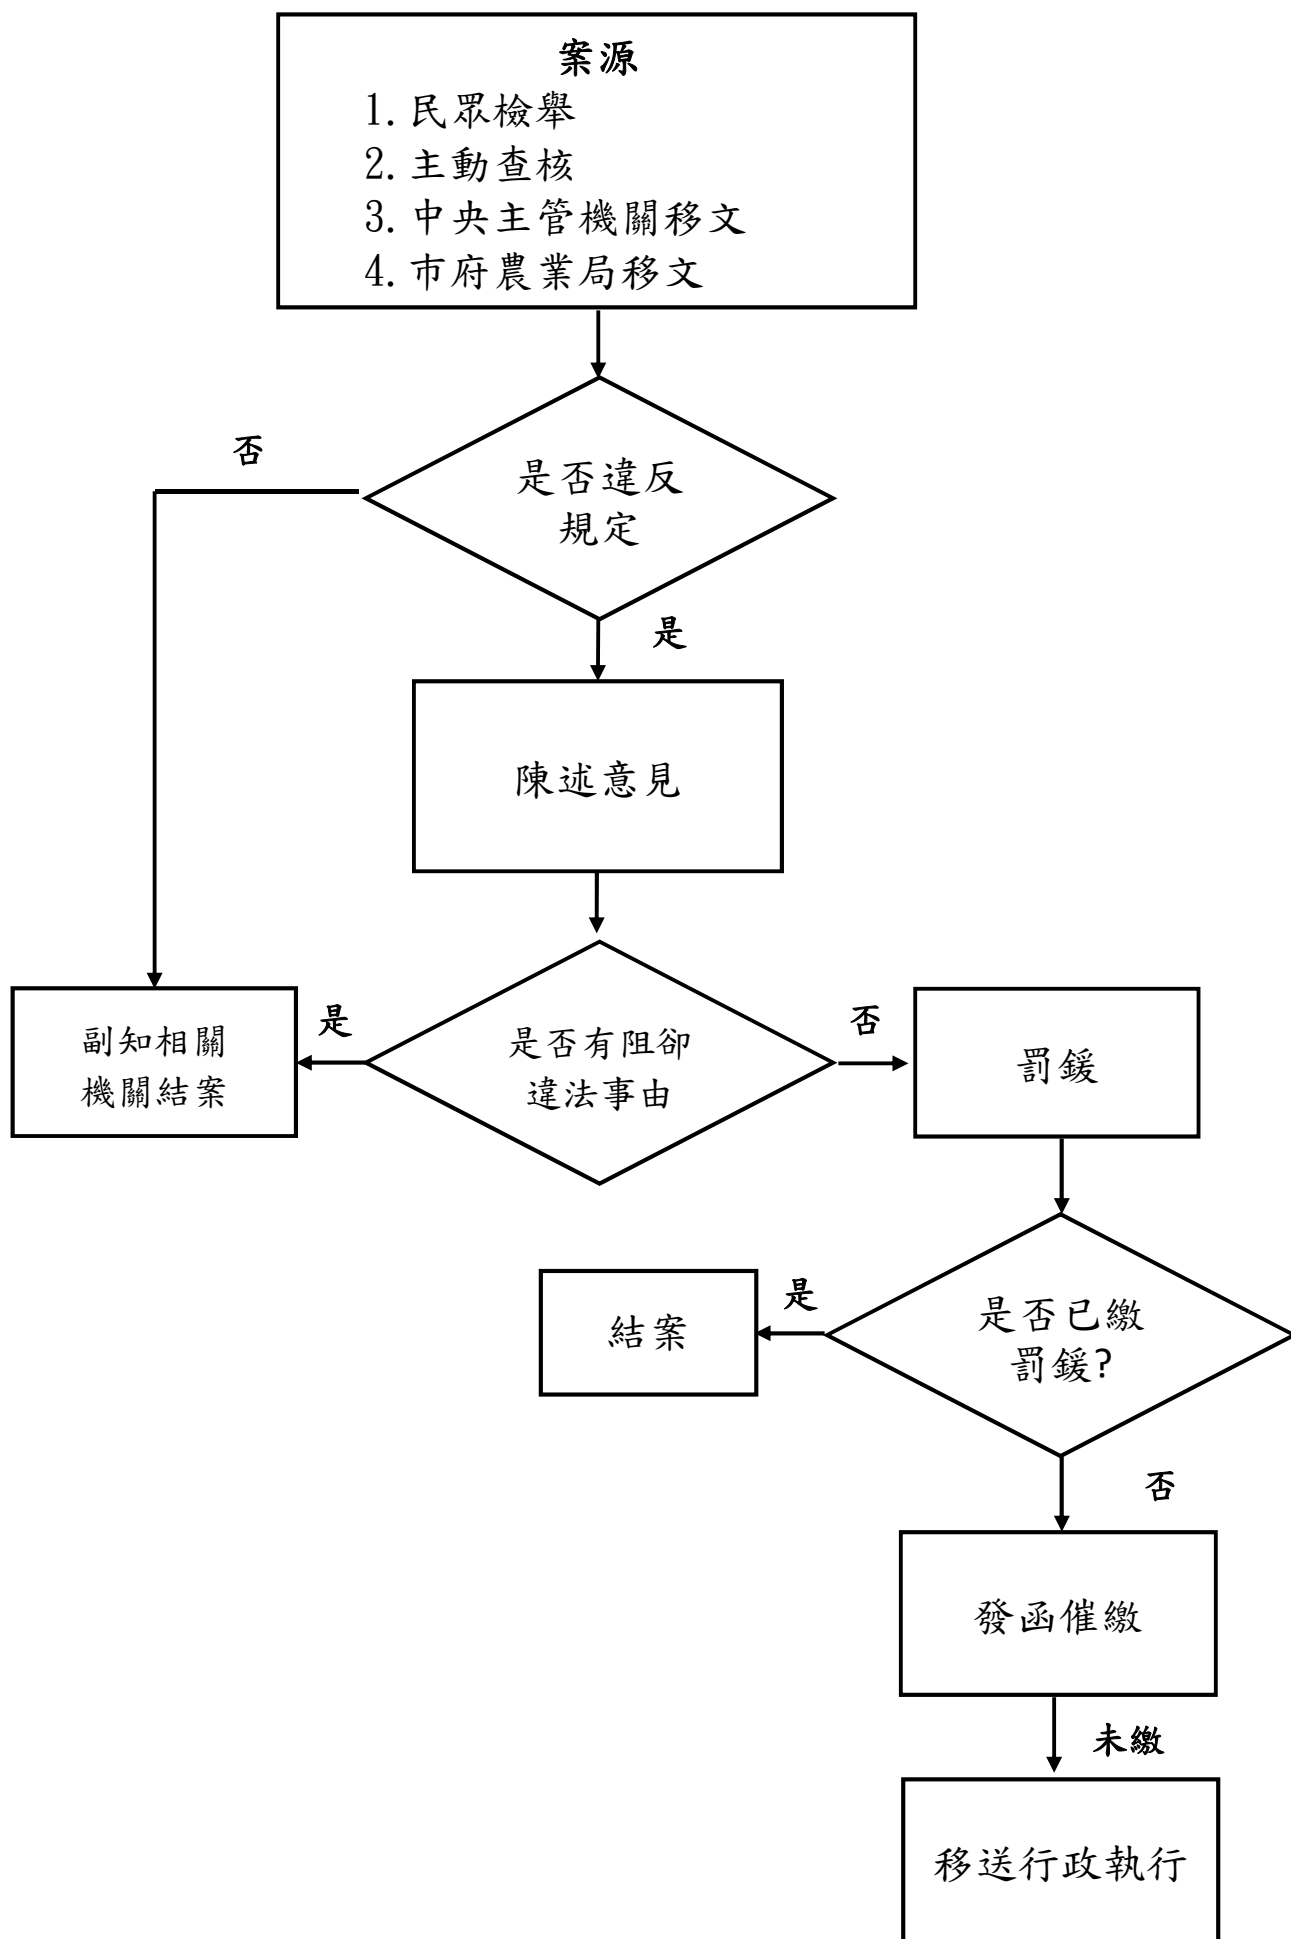 案源
1. 民眾檢舉
2. 主動查核
3. 中央主管機關移文
4. 市府農業局移文
否
是否違反
規定
是
陳述意見
副知相關
機關結案
是
是否有阻卻
違法事由
否
罰鍰
結案
是
是否已繳
罰鍰?
否
發函催繳
未繳
移送行政執行